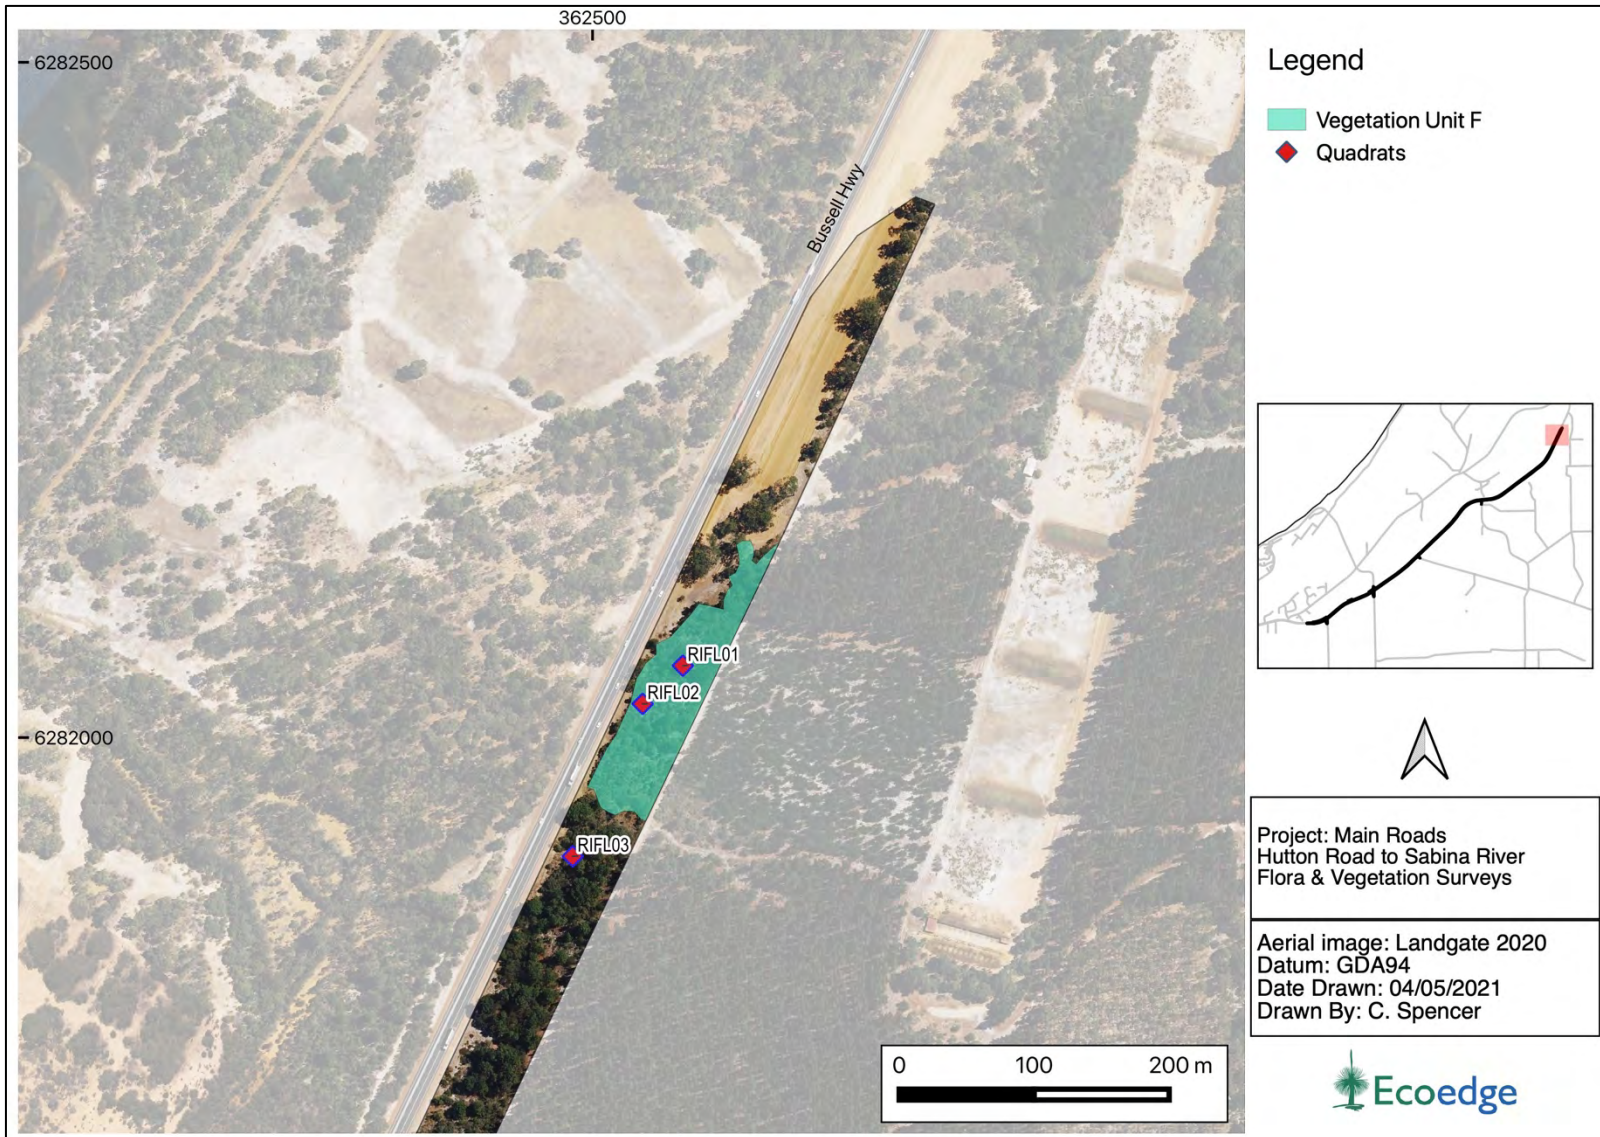 362500
6282500
6282000
Bussell Hwy
RIFL01
RIFL02
RIFL03
0 100 200 m
Legend
Vegetation Unit F
Quadrats
Project: Main Roads
Hutton Road to Sabina River
Flora & Vegetation Surveys
Aerial image: Landgate 2020
Datum: GDA94
Date Drawn: 04/05/2021
Drawn By: C. Spencer
Ecoedge